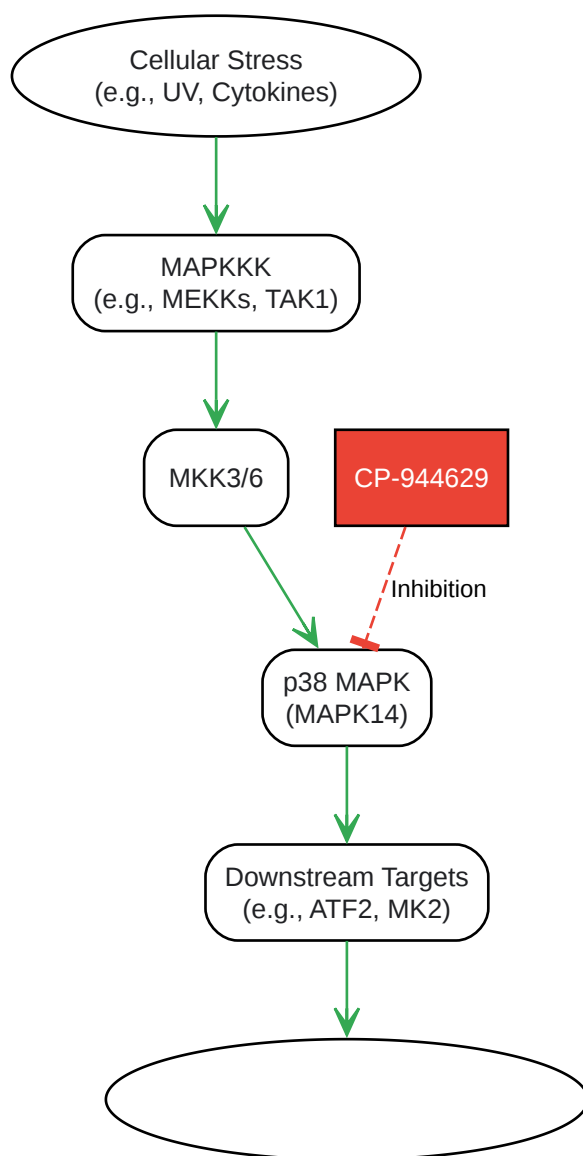 Cellular Stress
(e.g., UV, Cytokines)
MAPKKK
(e.g., MEKKs, TAK1)
MKK3/6
CP-944629
Inhibition
p38 MAPK
(MAPK14)
Downstream Targets
(e.g., ATF2, MK2)